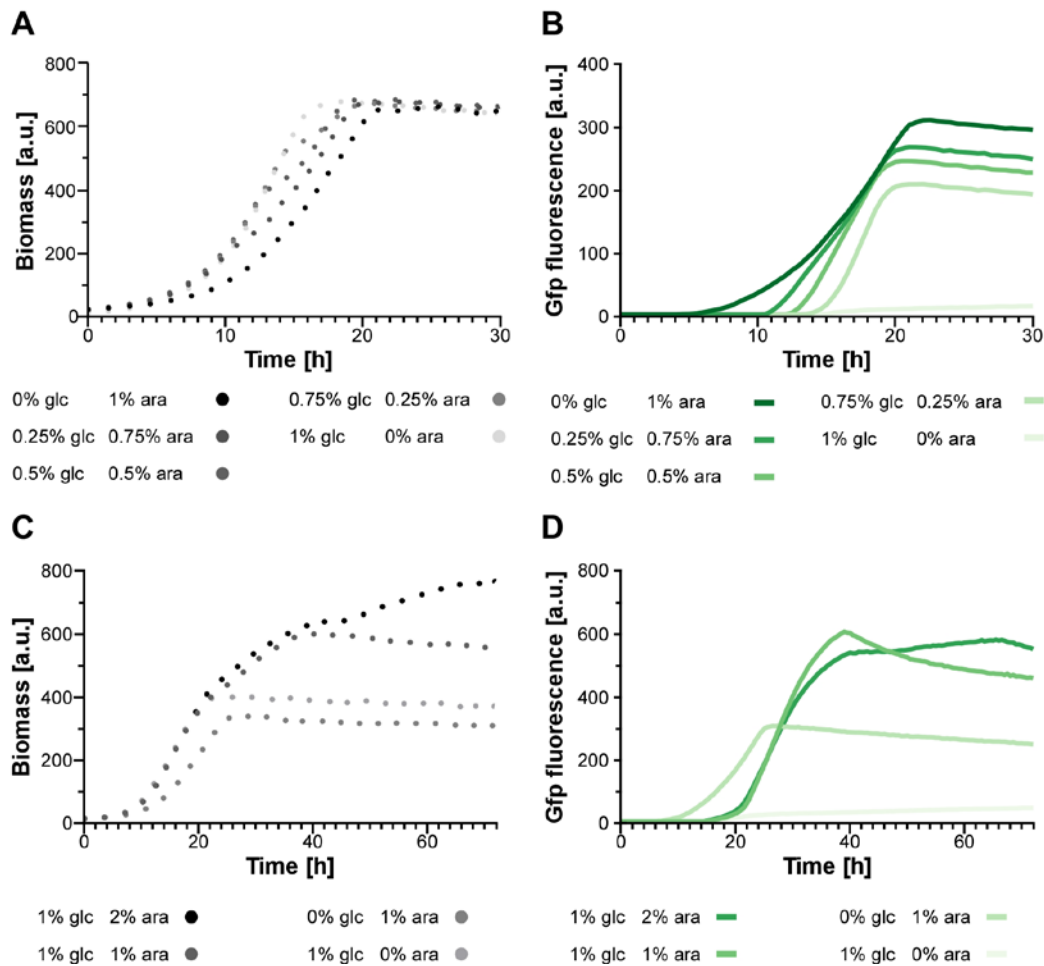 A
B
Biomass [a.u.]
800
600
400
200
0
0 10 20 30
Time [h]
Gfp fluorescence [a.u.]
400
300
200
100
0
0 10 20 30
Time [h]
0% glc 1% ara
0.75% glc 0.25% ara
0.25% glc 0.75% ara
1% glc 0% ara
0.5% glc 0.5% ara
0% glc 1% ara
0.75% glc 0.25% ara
0.25% glc 0.75% ara
1% glc 0% ara
0.5% glc 0.5% ara
C
D
Biomass [a.u.]
800
600
400
200
0
0 20 40 60
Time [h]
Gfp fluorescence [a.u.]
800
600
400
200
0
0 20 40 60
Time [h]
1% glc 2% ara
0% glc 1% ara
1% glc 1% ara
1% glc 0% ara
1% glc 2% ara
0% glc 1% ara
1% glc 1% ara
1% glc 0% ara